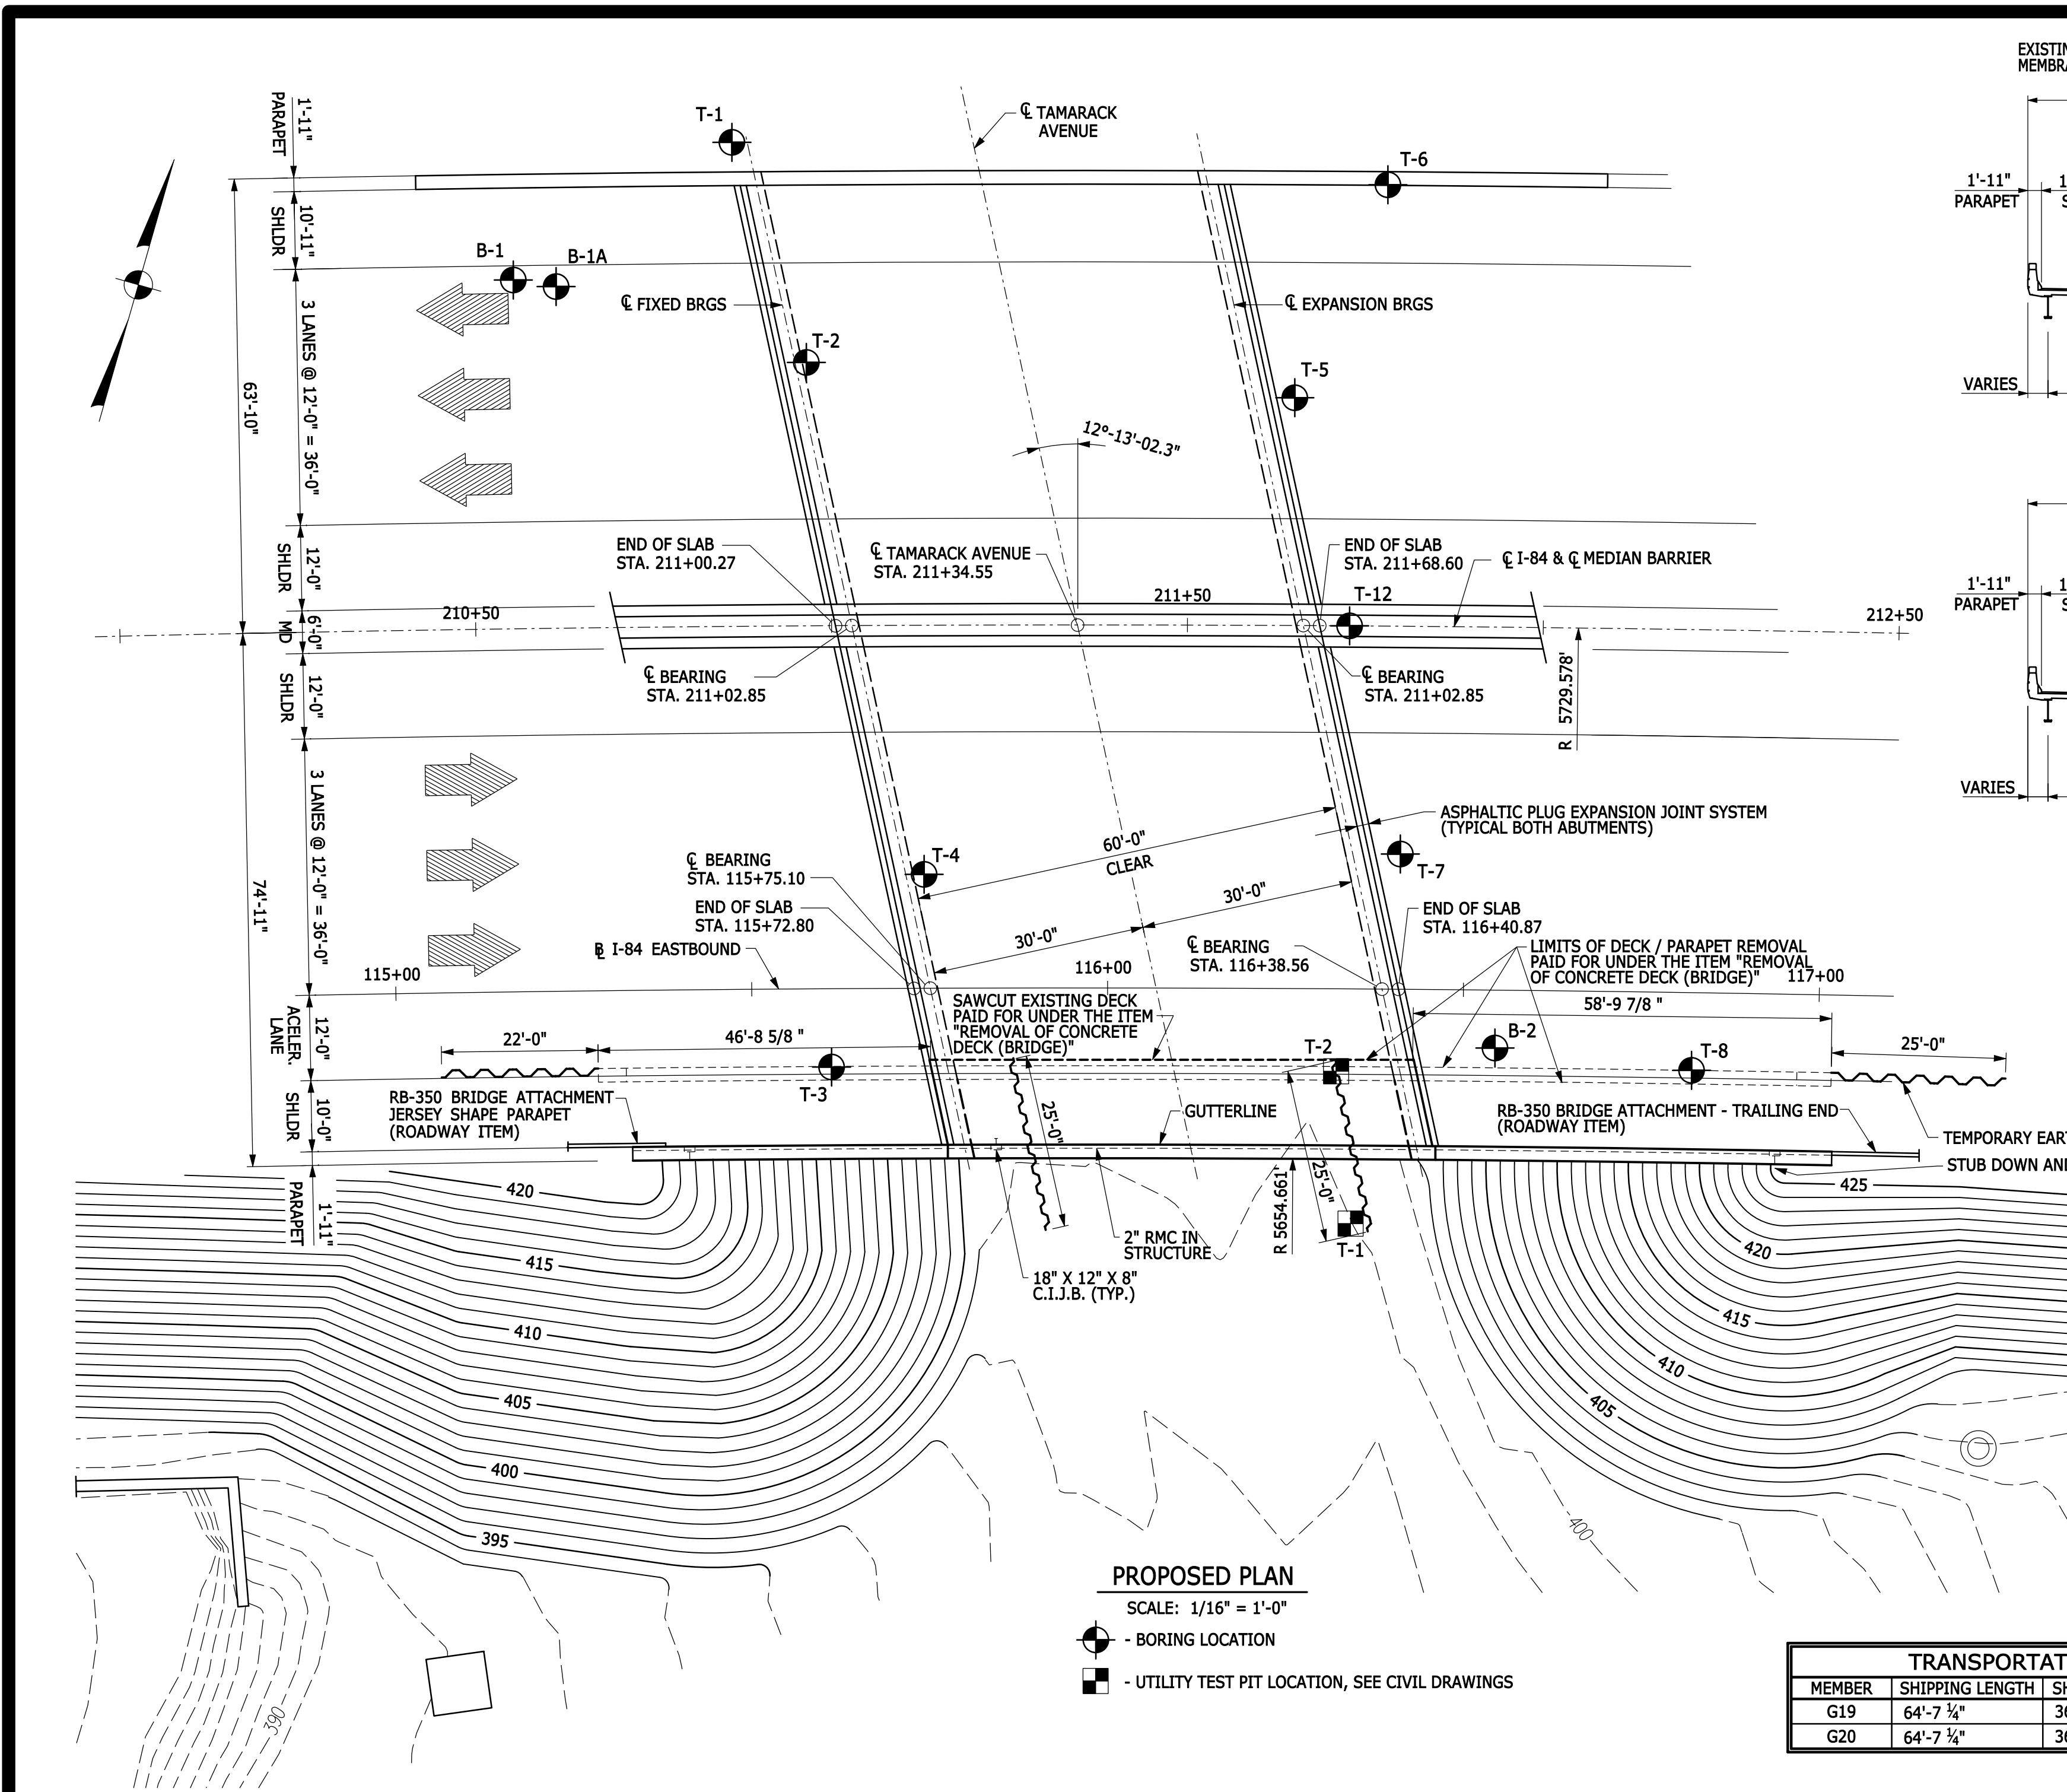 EXISTIN
MEMBRA
1'-11"
PARAPET
T-1
℄ TAMARACK
AVENUE
T-6
1'-11"
PARAPET
10'-11"
SHLDR
B-1
B-1A
℄ FIXED BRGS
℄ EXPANSION BRGS
3 LANES @ 12'-0" = 36'-0"
T-2
T-5
VARIES
63'-10"
12°-13'-02.3"
12'-0"
SHLDR
END OF SLAB
STA. 211+00.27
℄ TAMARACK AVENUE
STA. 211+34.55
END OF SLAB
STA. 211+68.60
℄ I-84 & ℄ MEDIAN BARRIER
1'-11"
PARAPET
210+50
211+50
T-12
212+50
6'-0"
MD
℄ BEARING
STA. 211+02.85
℄ BEARING
STA. 211+02.85
R 5729.578'
12'-0"
SHLDR
VARIES
3 LANES @ 12'-0" = 36'-0"
ASPHALTIC PLUG EXPANSION JOINT SYSTEM
(TYPICAL BOTH ABUTMENTS)
60'-0"
CLEAR
T-4
T-7
74'-11"
℄ BEARING
STA. 115+75.10
END OF SLAB
STA. 115+72.80
30'-0"
30'-0"
END OF SLAB
STA. 116+40.87
B̲L I-84 EASTBOUND
℄ BEARING
STA. 116+38.56
LIMITS OF DECK / PARAPET REMOVAL
PAID FOR UNDER THE ITEM "REMOVAL
OF CONCRETE DECK (BRIDGE)"
115+00
116+00
117+00
12'-0"
ACELER.
LANE
SAWCUT EXISTING DECK
PAID FOR UNDER THE ITEM
"REMOVAL OF CONCRETE
DECK (BRIDGE)"
58'-9 7/8 "
22'-0"
46'-8 5/8 "
T-2
B-2
T-8
25'-0"
T-3
10'-0"
SHLDR
RB-350 BRIDGE ATTACHMENT
JERSEY SHAPE PARAPET
(ROADWAY ITEM)
25'-0"
GUTTERLINE
RB-350 BRIDGE ATTACHMENT - TRAILING END
(ROADWAY ITEM)
TEMPORARY EART
STUB DOWN AND
1'-11"
PARAPET
25'-0"
R 5654.661'
T-1
2" RMC IN
STRUCTURE
18" X 12" X 8"
C.I.J.B. (TYP.)
420
415
410
405
400
395
390
425
420
415
410
405
400
PROPOSED PLAN
SCALE: 1/16" = 1'-0"
- BORING LOCATION
- UTILITY TEST PIT LOCATION, SEE CIVIL DRAWINGS
TRANSPORTAT
MEMBER SHIPPING LENGTH SH
G19 64'-7 ¼" 36
G20 64'-7 ¼" 36